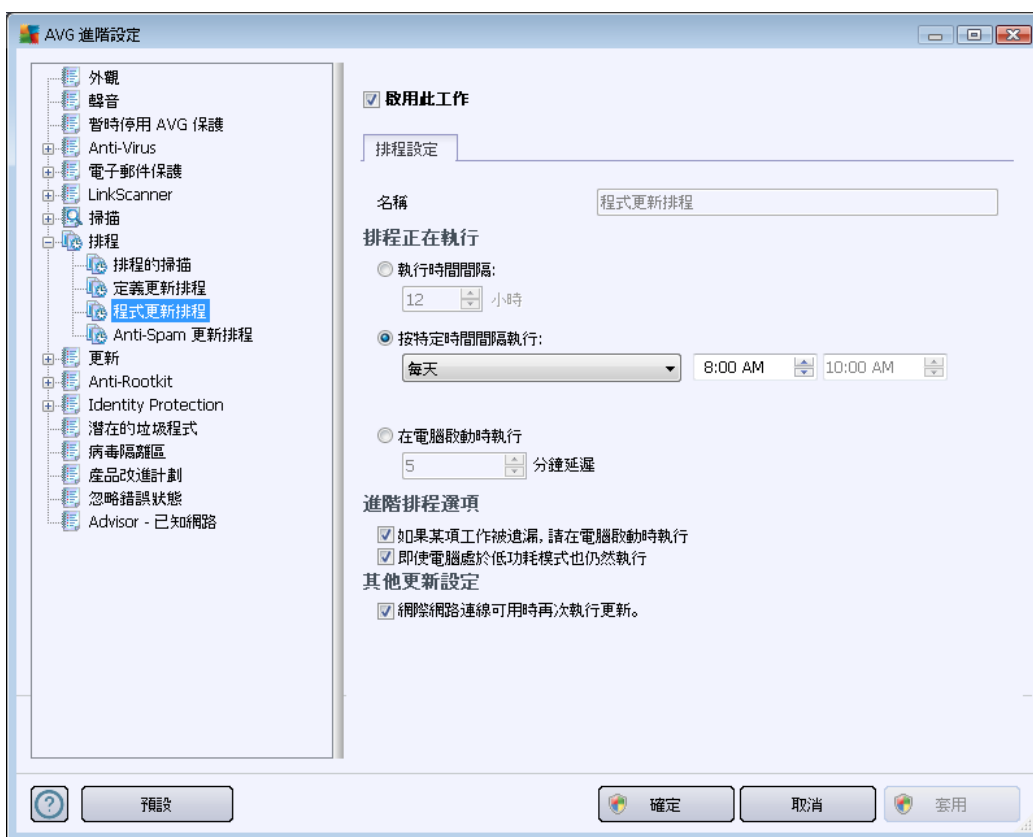 AVG 進階設定
外觀
聲音
暫時停用 AVG 保護
Anti-Virus
電子郵件保護
LinkScanner
掃描
排程
排程的掃描
定義更新排程
程式更新排程
Anti-Spam 更新排程
更新
Anti-Rootkit
Identity Protection
潛在的垃圾程式
病毒隔離區
產品改進計劃
忽略錯誤狀態
Advisor - 已知網路
啟用此工作
排程設定
名稱 程式更新排程
排程正在執行
執行時間間隔:
12 小時
按特定時間間隔執行:
每天 8:00 AM 10:00 AM
在電腦啟動時執行
5 分鐘延遲
進階排程選項
如果某項工作被遺漏, 請在電腦啟動時執行
即使電腦處於低功耗模式也仍然執行
其他更新設定
網際網路連線可用時再次執行更新。
預設 確定 取消 套用